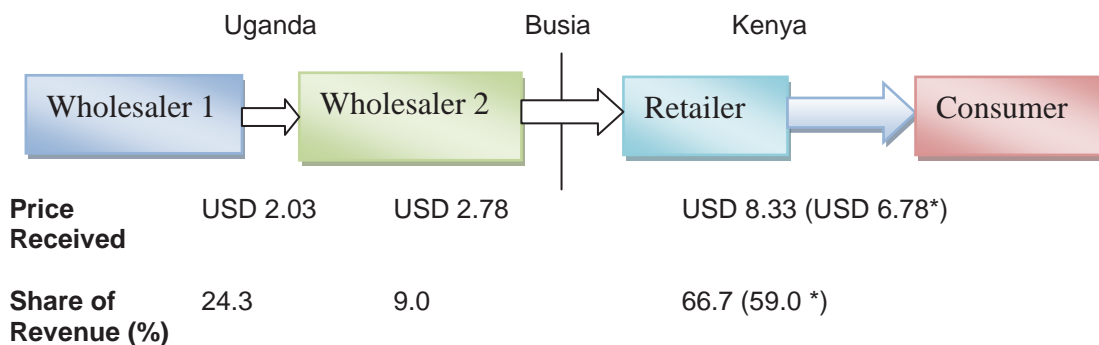 Uganda Busia Kenya
Wholesaler 1 Wholesaler 2 Retailer Consumer
Price USD 2.03 USD 2.78 USD 8.33 (USD 6.78*)
Received
Share of 24.3 9.0 66.7 (59.0 *)
Revenue (%)